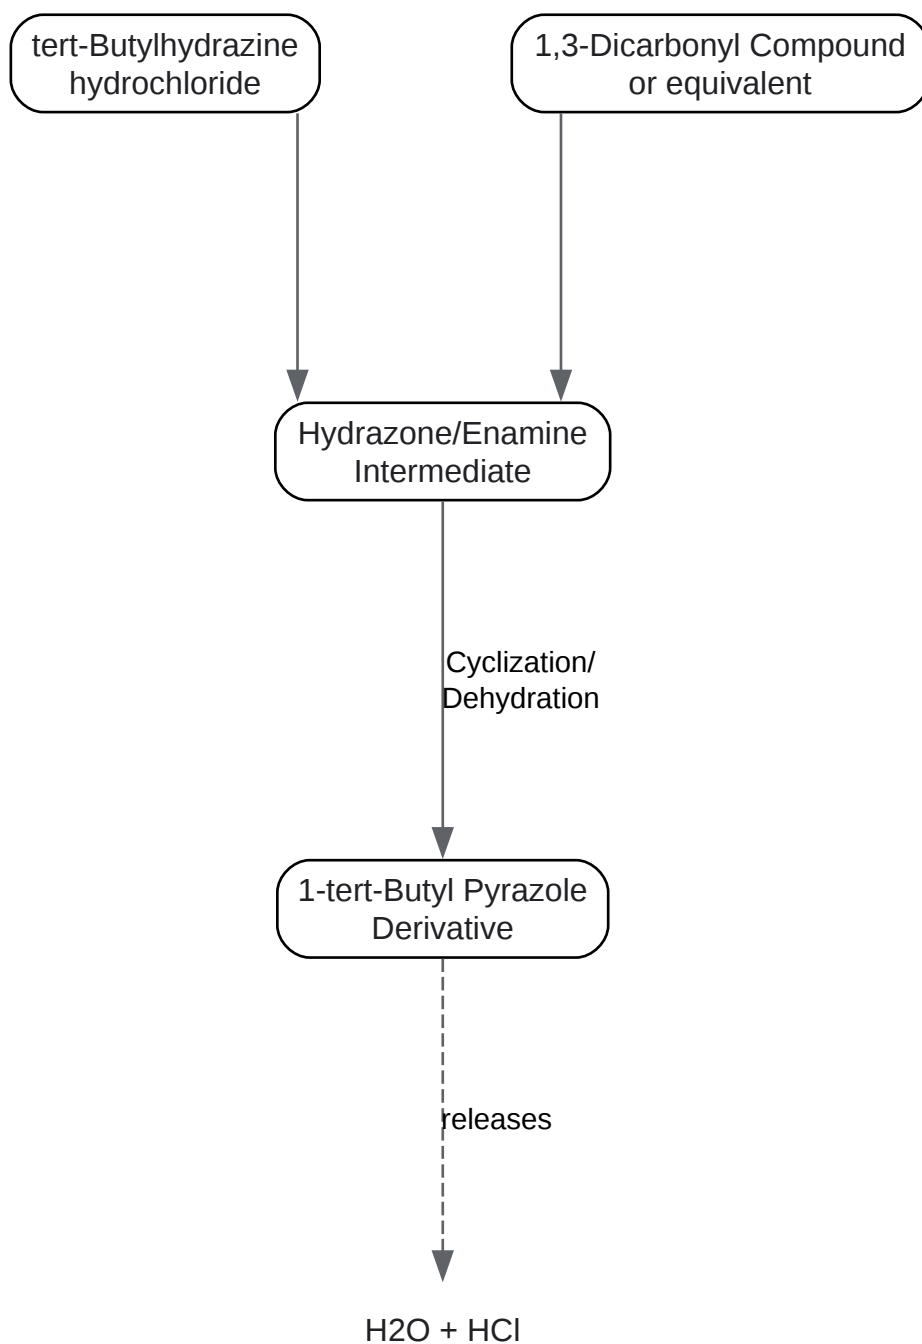 tert-Butylhydrazine
hydrochloride
1,3-Dicarbonyl Compound
or equivalent
Hydrazone/Enamine
Intermediate
Cyclization/
Dehydration
1-tert-Butyl Pyrazole
Derivative
releases
H2O + HCl